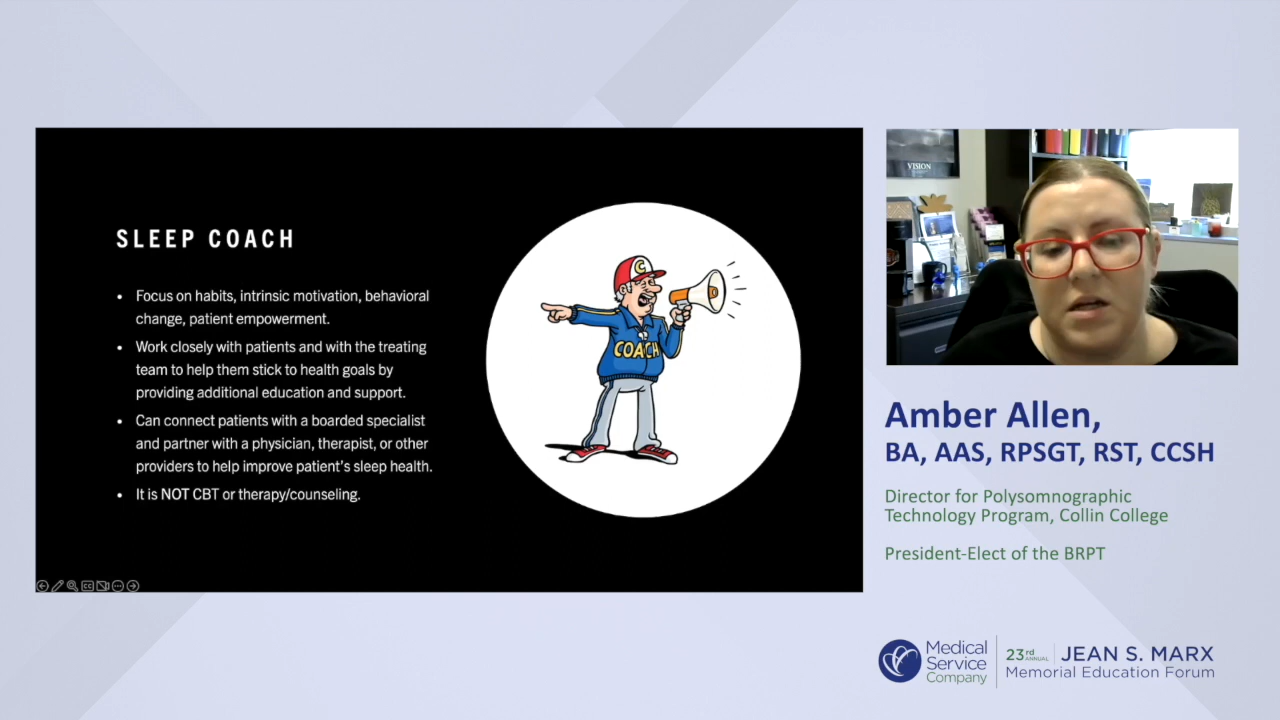 SLEEP COACH
• Focus on habits, intrinsic motivation, behavioral
change, patient empowerment.
• Work closely with patients and with the treating
team to help them stick to health goals by
providing additional education and support.
• Can connect patients with a boarded specialist
and partner with a physician, therapist, or other
providers to help improve patient's sleep health.
• It is NOT CBT or therapy/counseling.
C
COACH
VISION
Amber Allen,
BA, AAS, RPSGT, RST, CCSH
Director for Polysomnographic
Technology Program, Collin College
President-Elect of the BRPT
Medical
Service
Company
23rd ANNUAL JEAN S. MARX
Memorial Education Forum